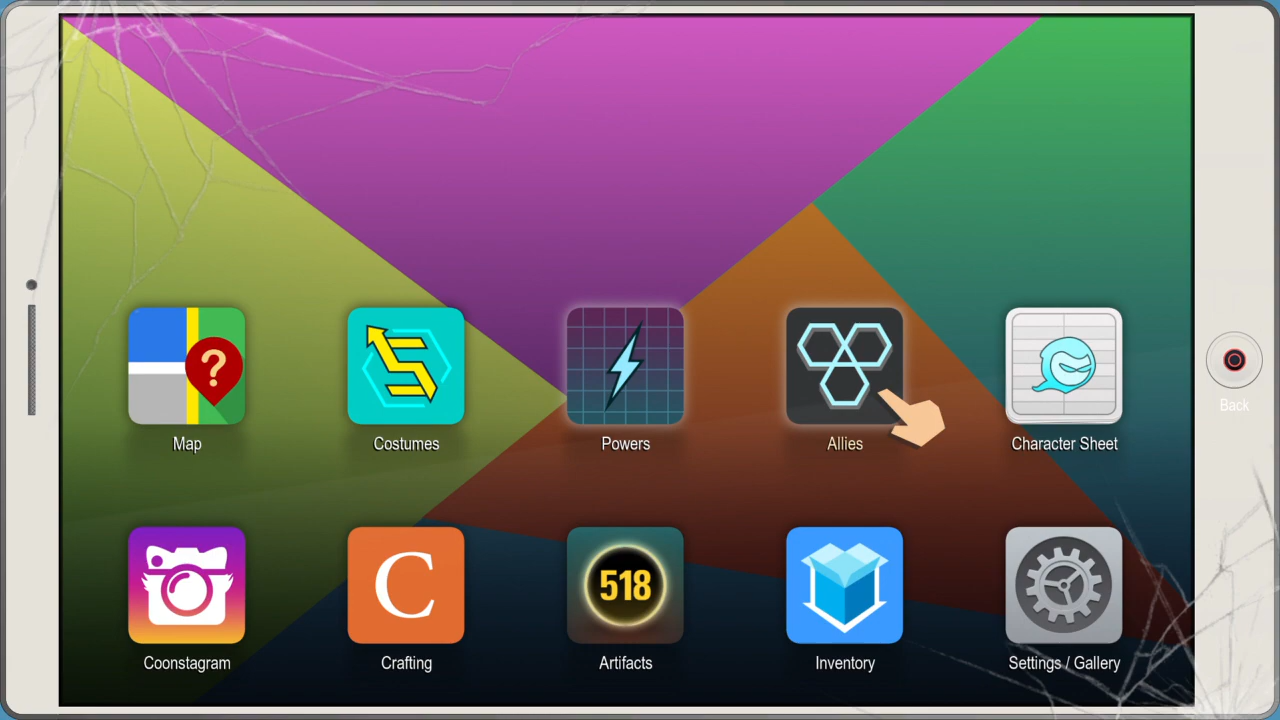 ?
Map
Costumes
Powers
Allies
Character Sheet
Back
C
518
Coonstagram
Crafting
Artifacts
Inventory
Settings / Gallery